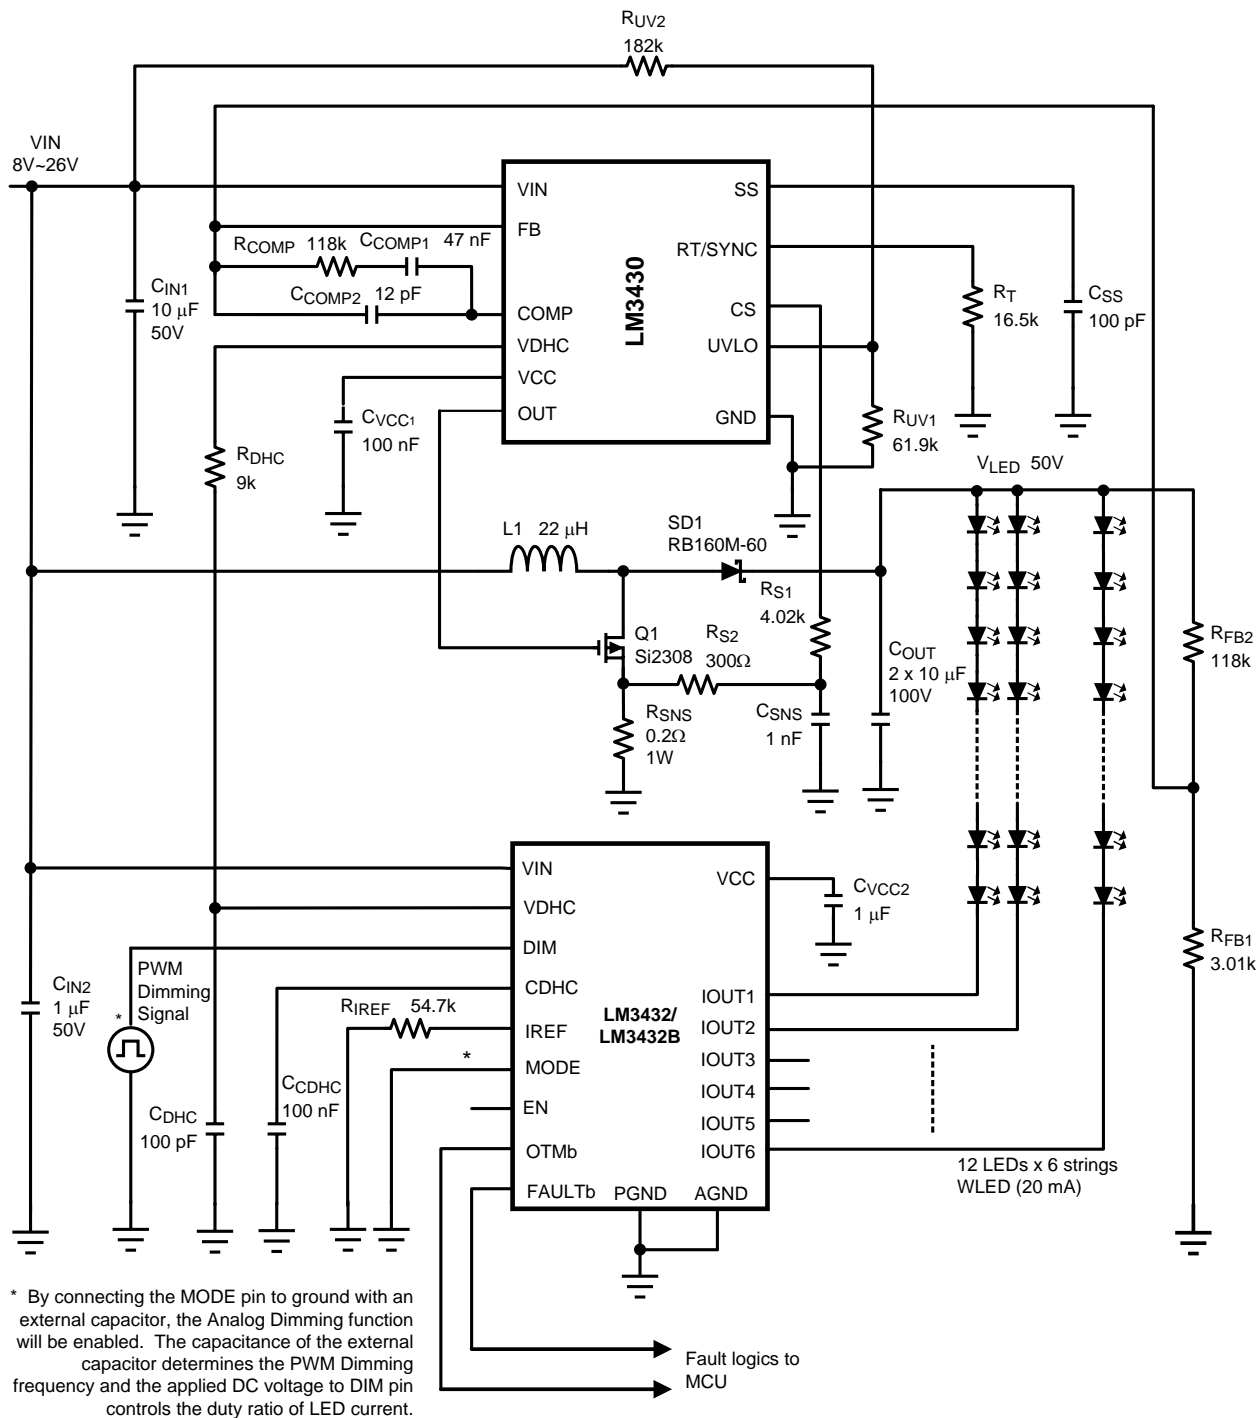 RUV2
182k
VIN
8V~26V
VIN
FB
COMP
VDHC
VCC
OUT
LM3430
SS
RT/SYNC
CS
UVLO
GND
RCOMP 118k
CCOMP1 47 nF
CCOMP2 12 pF
CIN1
10 μF
50V
RT
16.5k
CSS
100 pF
CVCC1
100 nF
RUV1
61.9k
RDHC
9k
VLED 50V
L1 22 μH
SD1
RB160M-60
RS1
4.02k
Q1
Si2308
RS2
300Ω
RSNS
0.2Ω
1W
CSNS
1 nF
COUT
2 x 10 μF
100V
RFB2
118k
VIN
VDHC
DIM
CDHC
IREF
MODE
EN
OTMb
FAULTb
LM3432/
LM3432B
VCC
IOUT1
IOUT2
IOUT3
IOUT4
IOUT5
IOUT6
PGND
AGND
CVCC2
1 μF
RFB1
3.01k
CIN2
1 μF
50V
PWM
Dimming
Signal
*
RIREF 54.7k
*
CCDHC
100 nF
CDHC
100 pF
12 LEDs x 6 strings
WLED (20 mA)
* By connecting the MODE pin to ground with an
external capacitor, the Analog Dimming function
will be enabled. The capacitance of the external
capacitor determines the PWM Dimming
frequency and the applied DC voltage to DIM pin
controls the duty ratio of LED current.
Fault logics to
MCU